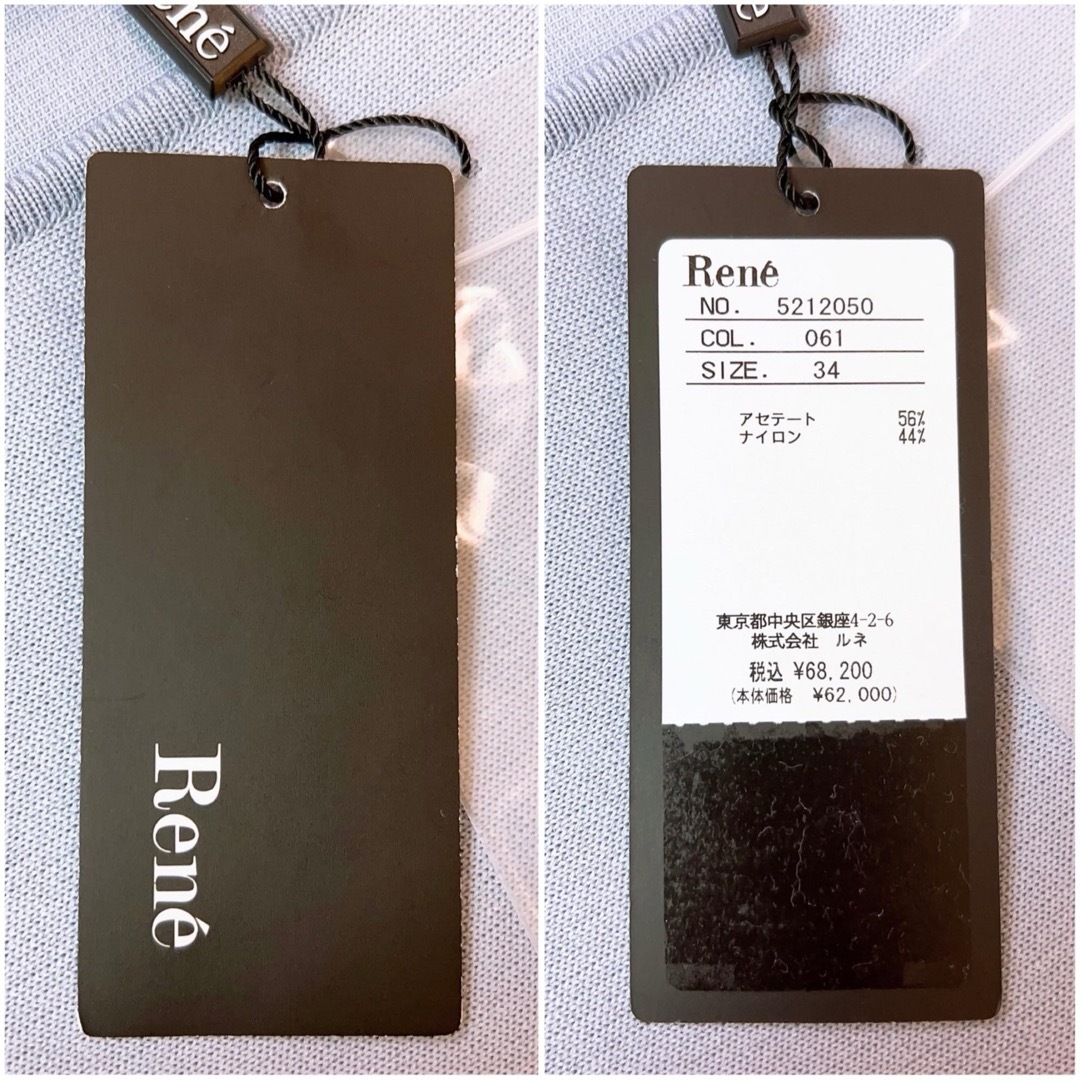 ené
René
né
René
NO. 5212050
COL. 061
SIZE. 34
アセテート 56%
ナイロン 44%
東京都中央区銀座4-2-6
株式会社 ルネ
税込 ¥68,200
(本体価格 ¥62,000)